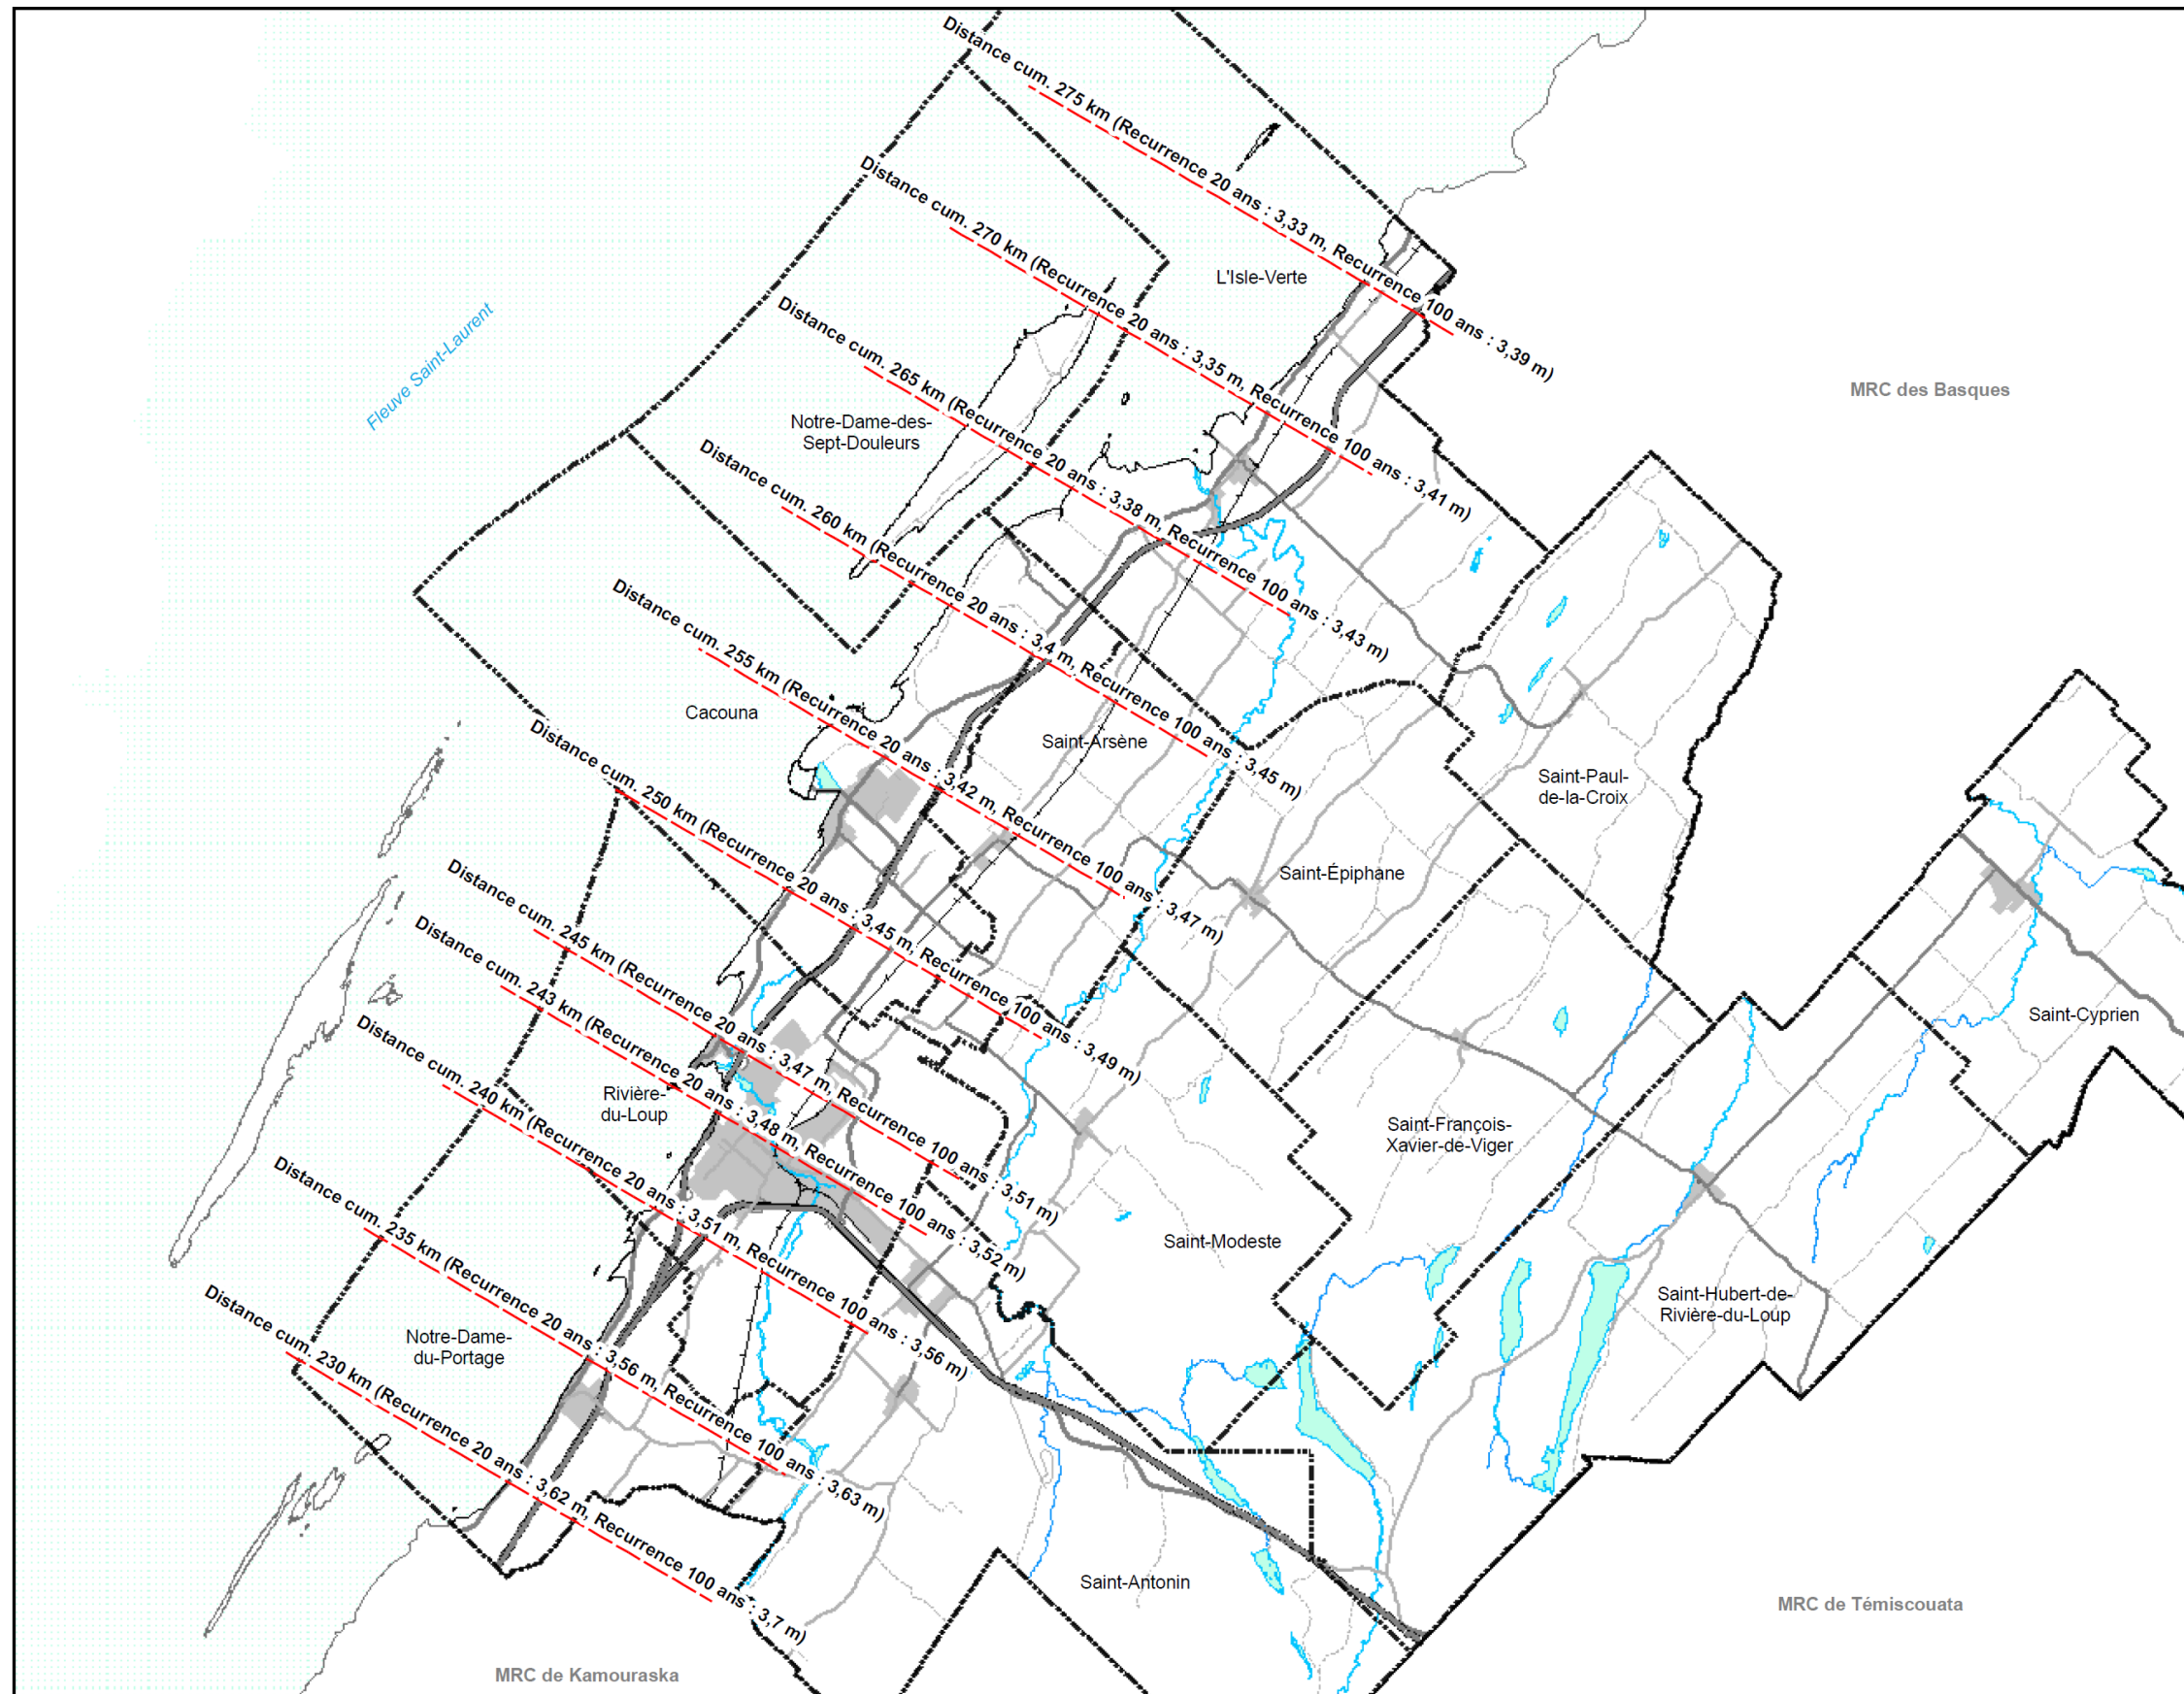 Distance cum. 275 km (Recurrence 20 ans : 3,33 m, Recurrence 100 ans : 3,39 m)
Distance cum. 270 km (Recurrence 20 ans : 3,35 m, Recurrence 100 ans : 3,41 m)
L'Isle-Verte
Fleuve Saint-Laurent
MRC des Basques
Distance cum. 265 km (Recurrence 20 ans : 3,38 m, Recurrence 100 ans : 3,43 m)
Notre-Dame-des-
Sept-Douleurs
Distance cum. 260 km (Recurrence 20 ans : 3,4 m, Recurrence 100 ans : 3,45 m)
Distance cum. 255 km (Recurrence 20 ans : 3,42 m, Recurrence 100 ans : 3,47 m)
Cacouna
Saint-Arsène
Saint-Paul-
de-la-Croix
Distance cum. 250 km (Recurrence 20 ans : 3,45 m, Recurrence 100 ans : 3,49 m)
Saint-Épiphane
Distance cum. 245 km (Recurrence 20 ans : 3,47 m, Recurrence 100 ans : 3,51 m)
Distance cum. 243 km (Recurrence 20 ans : 3,48 m, Recurrence 100 ans : 3,52 m)
Saint-Cyprien
Distance cum. 240 km (Recurrence 20 ans : 3,51 m, Recurrence 100 ans : 3,56 m)
Rivière-
du-Loup
Saint-François-
Xavier-de-Viger
Distance cum. 235 km (Recurrence 20 ans : 3,56 m, Recurrence 100 ans : 3,63 m)
Saint-Modeste
Saint-Hubert-de-
Rivière-du-Loup
Distance cum. 230 km (Recurrence 20 ans : 3,62 m, Recurrence 100 ans : 3,7 m)
Notre-Dame-
du-Portage
Saint-Antonin
MRC de Témiscouata
MRC de Kamouraska